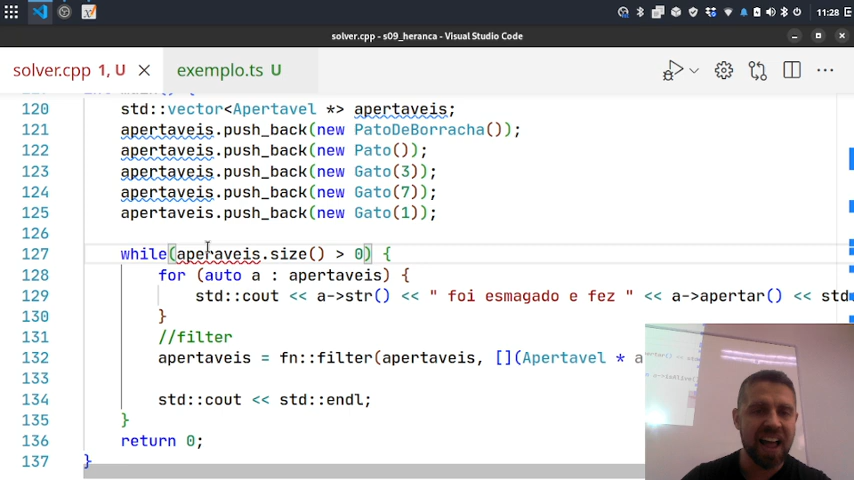 11:28
solver.cpp - s09_heranca - Visual Studio Code
solver.cpp 1, U exemplo.ts U
120 std::vector<Apertavel *> apertaveis;
121 apertaveis.push_back(new PatoDeBorracha());
122 apertaveis.push_back(new Pato());
123 apertaveis.push_back(new Gato(3));
124 apertaveis.push_back(new Gato(7));
125 apertaveis.push_back(new Gato(1));
126
127 while(aperaveis.size() > 0) {
128 for (auto a : apertaveis) {
129 std::cout << a->str() << " foi esmagado e fez " << a->apertar() << std
130 }
131 //filter
132 apertaveis = fn::filter(apertaveis, [](Apertavel * a
133
134 std::cout << std::endl;
135 }
136 return 0;
137 }